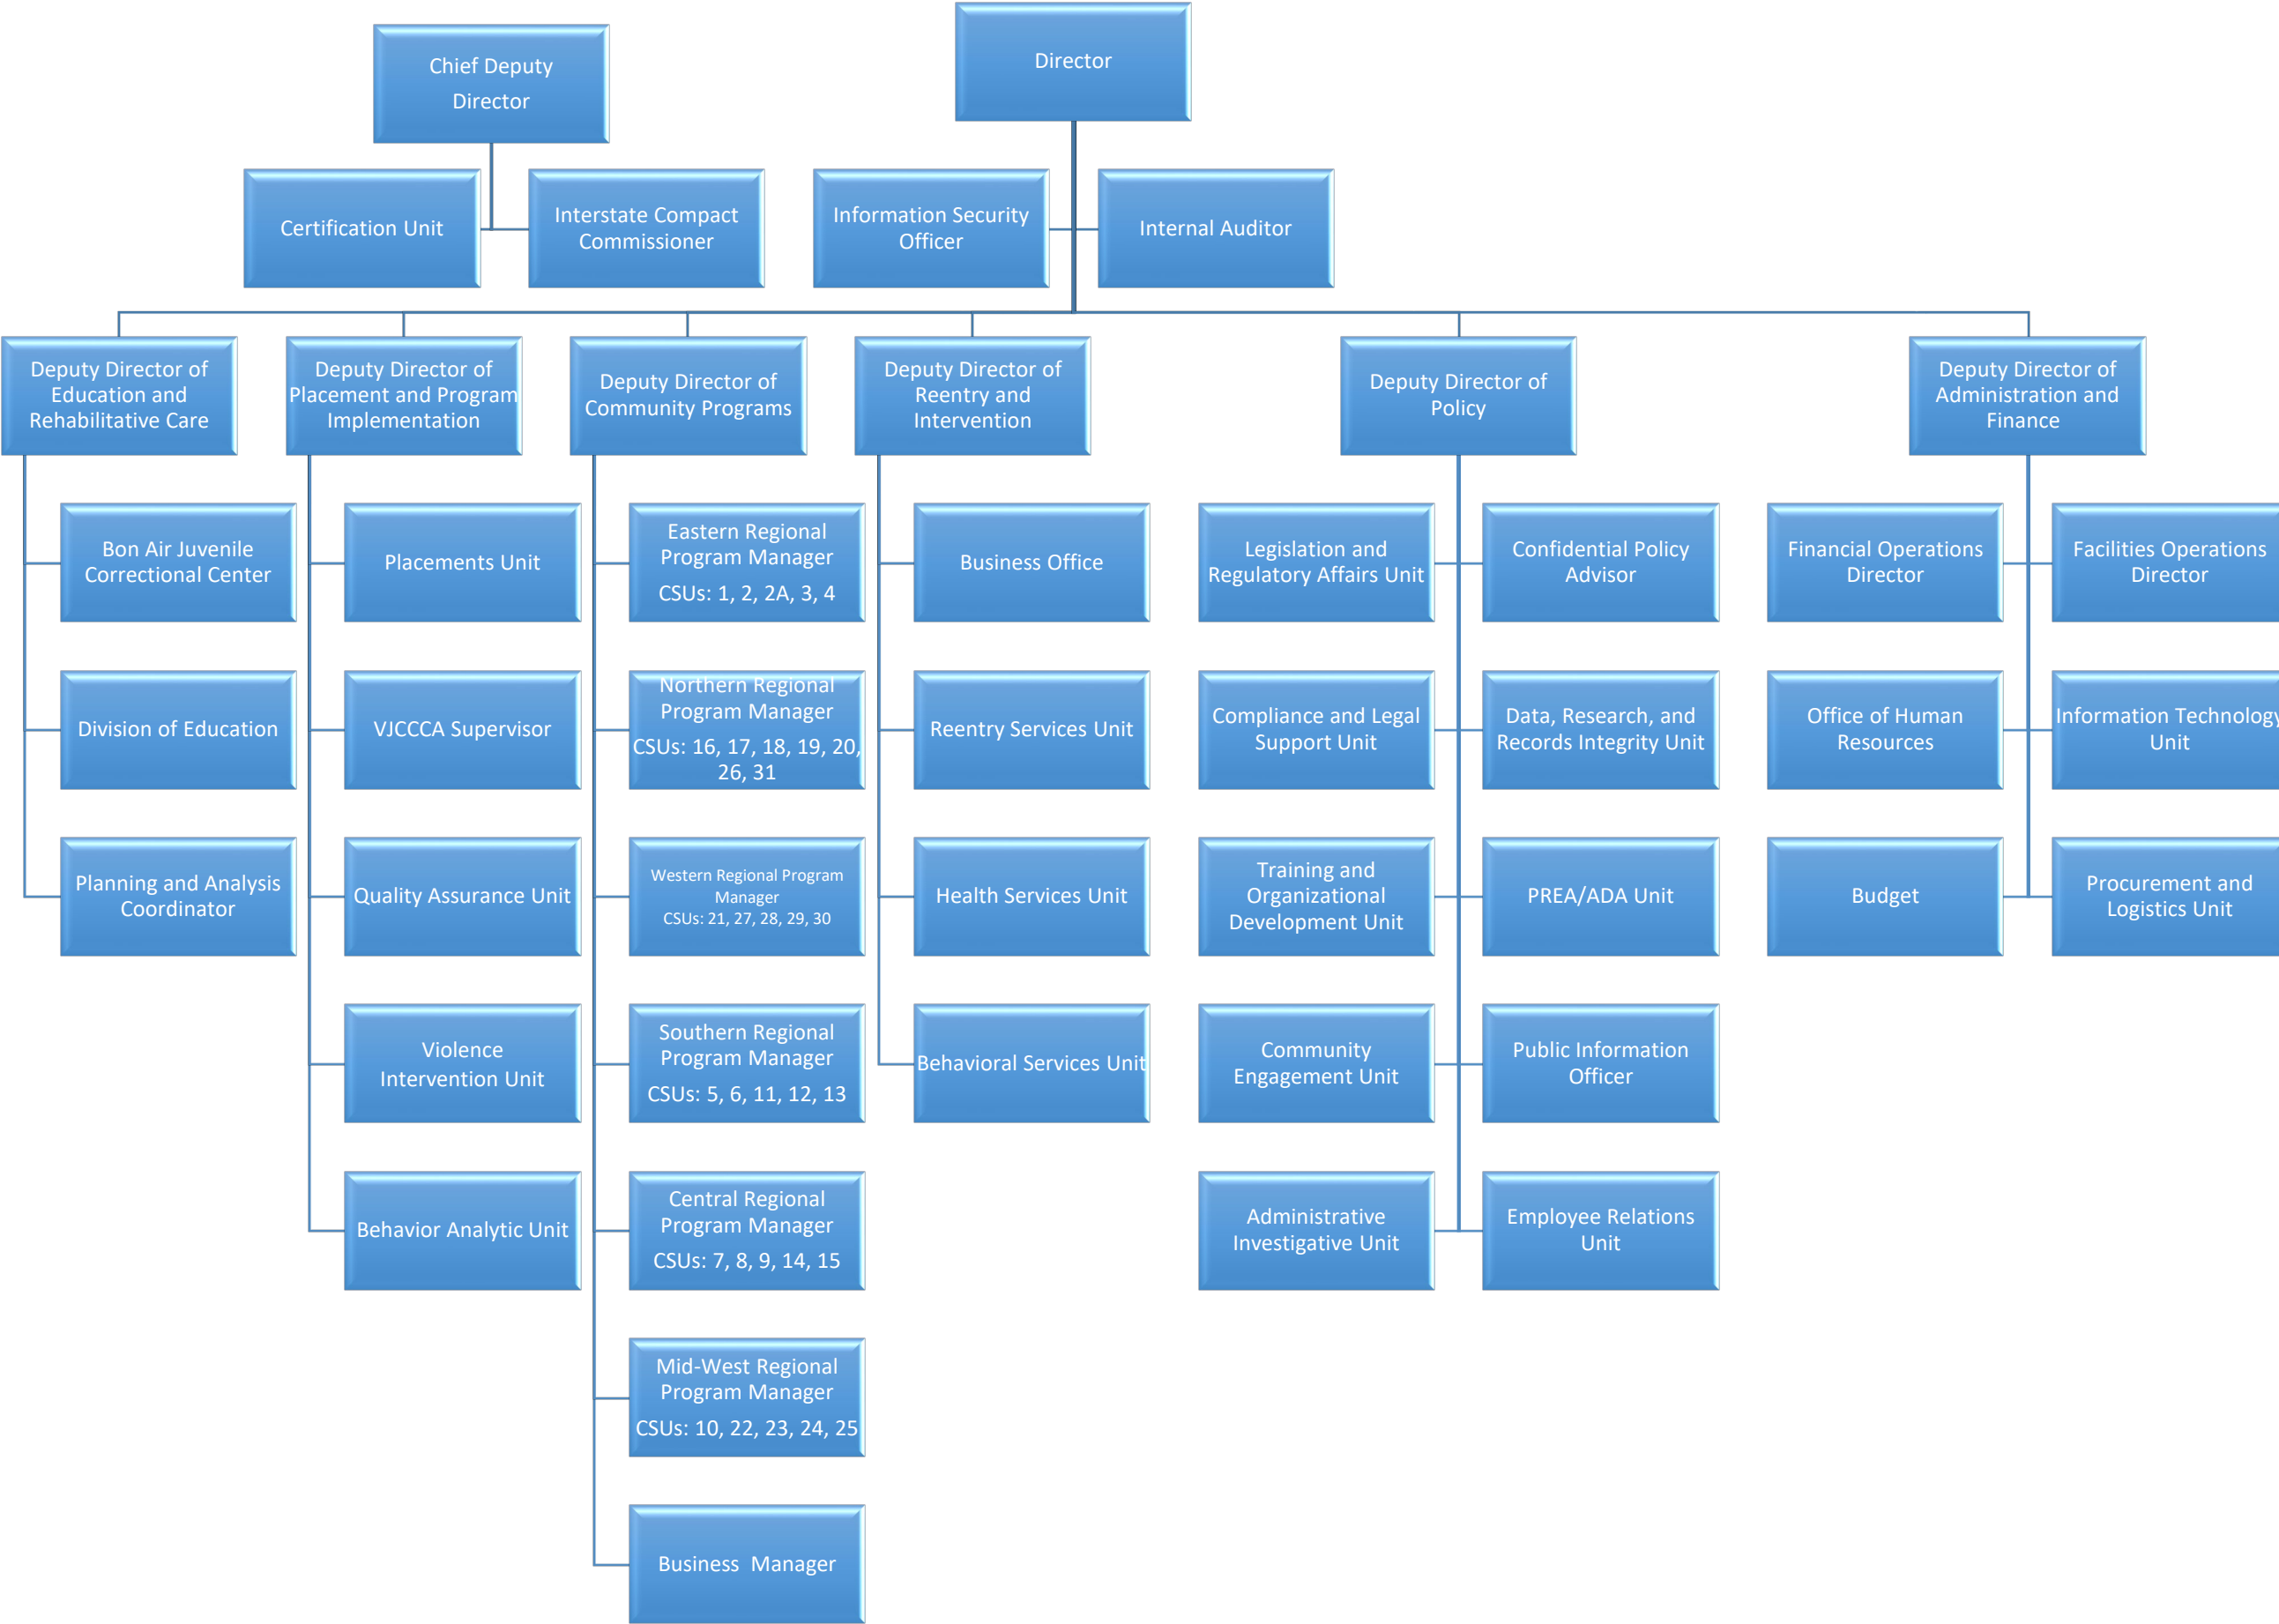 Chief Deputy
Director
Director
Certification Unit
Interstate Compact
Commissioner
Information Security
Officer
Internal Auditor
Deputy Director of
Education and
Rehabilitative Care
Deputy Director of
Placement and Program
Implementation
Deputy Director of
Community Programs
Deputy Director of
Reentry and
Intervention
Deputy Director of
Policy
Deputy Director of
Administration and
Finance
Bon Air Juvenile
Correctional Center
Placements Unit
Eastern Regional
Program Manager
CSUs: 1, 2, 2A, 3, 4
Business Office
Legislation and
Regulatory Affairs Unit
Confidential Policy
Advisor
Financial Operations
Director
Facilities Operations
Director
Division of Education
VJCCCA Supervisor
Northern Regional
Program Manager
CSUs: 16, 17, 18, 19, 20,
26, 31
Reentry Services Unit
Compliance and Legal
Support Unit
Data, Research, and
Records Integrity Unit
Office of Human
Resources
Information Technology
Unit
Planning and Analysis
Coordinator
Quality Assurance Unit
Western Regional Program
Manager
CSUs: 21, 27, 28, 29, 30
Health Services Unit
Training and
Organizational
Development Unit
PREA/ADA Unit
Budget
Procurement and
Logistics Unit
Violence
Intervention Unit
Southern Regional
Program Manager
CSUs: 5, 6, 11, 12, 13
Behavioral Services Unit
Community
Engagement Unit
Public Information
Officer
Behavior Analytic Unit
Central Regional
Program Manager
CSUs: 7, 8, 9, 14, 15
Administrative
Investigative Unit
Employee Relations
Unit
Mid-West Regional
Program Manager
CSUs: 10, 22, 23, 24, 25
Business  Manager